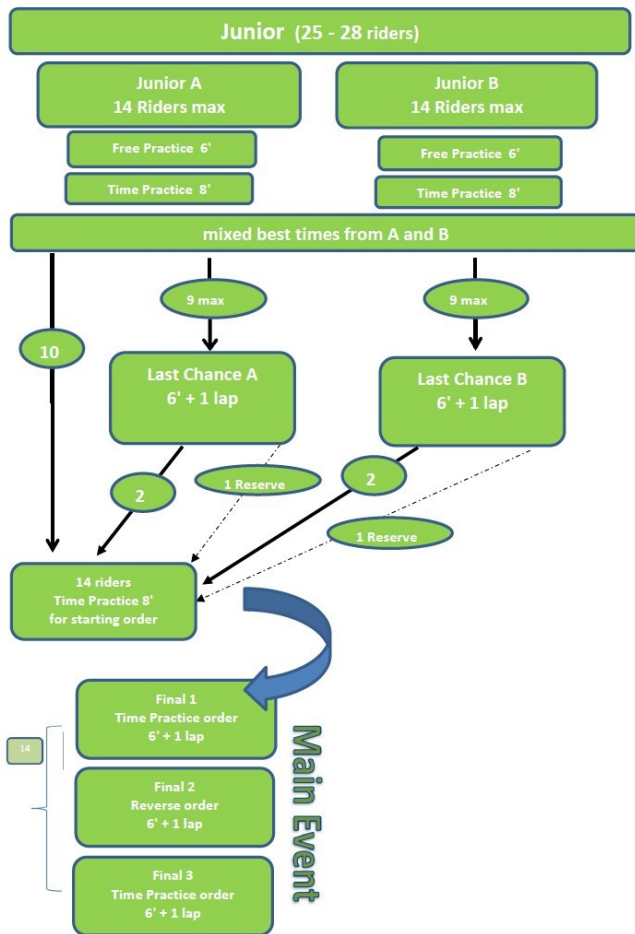 Junior (25 - 28 riders)
Junior A
14 Riders max
Junior B
14 Riders max
Free Practice 6'
Free Practice 6'
Time Practice 8'
Time Practice 8'
mixed best times from A and B
9 max
9 max
10
Last Chance A
6' + 1 lap
Last Chance B
6' + 1 lap
2
1 Reserve
2
1 Reserve
14 riders
Time Practice 8'
for starting order
Final 1
Time Practice order
6' + 1 lap
14
Final 2
Reverse order
6' + 1 lap
Final 3
Time Practice order
6' + 1 lap
Main Event